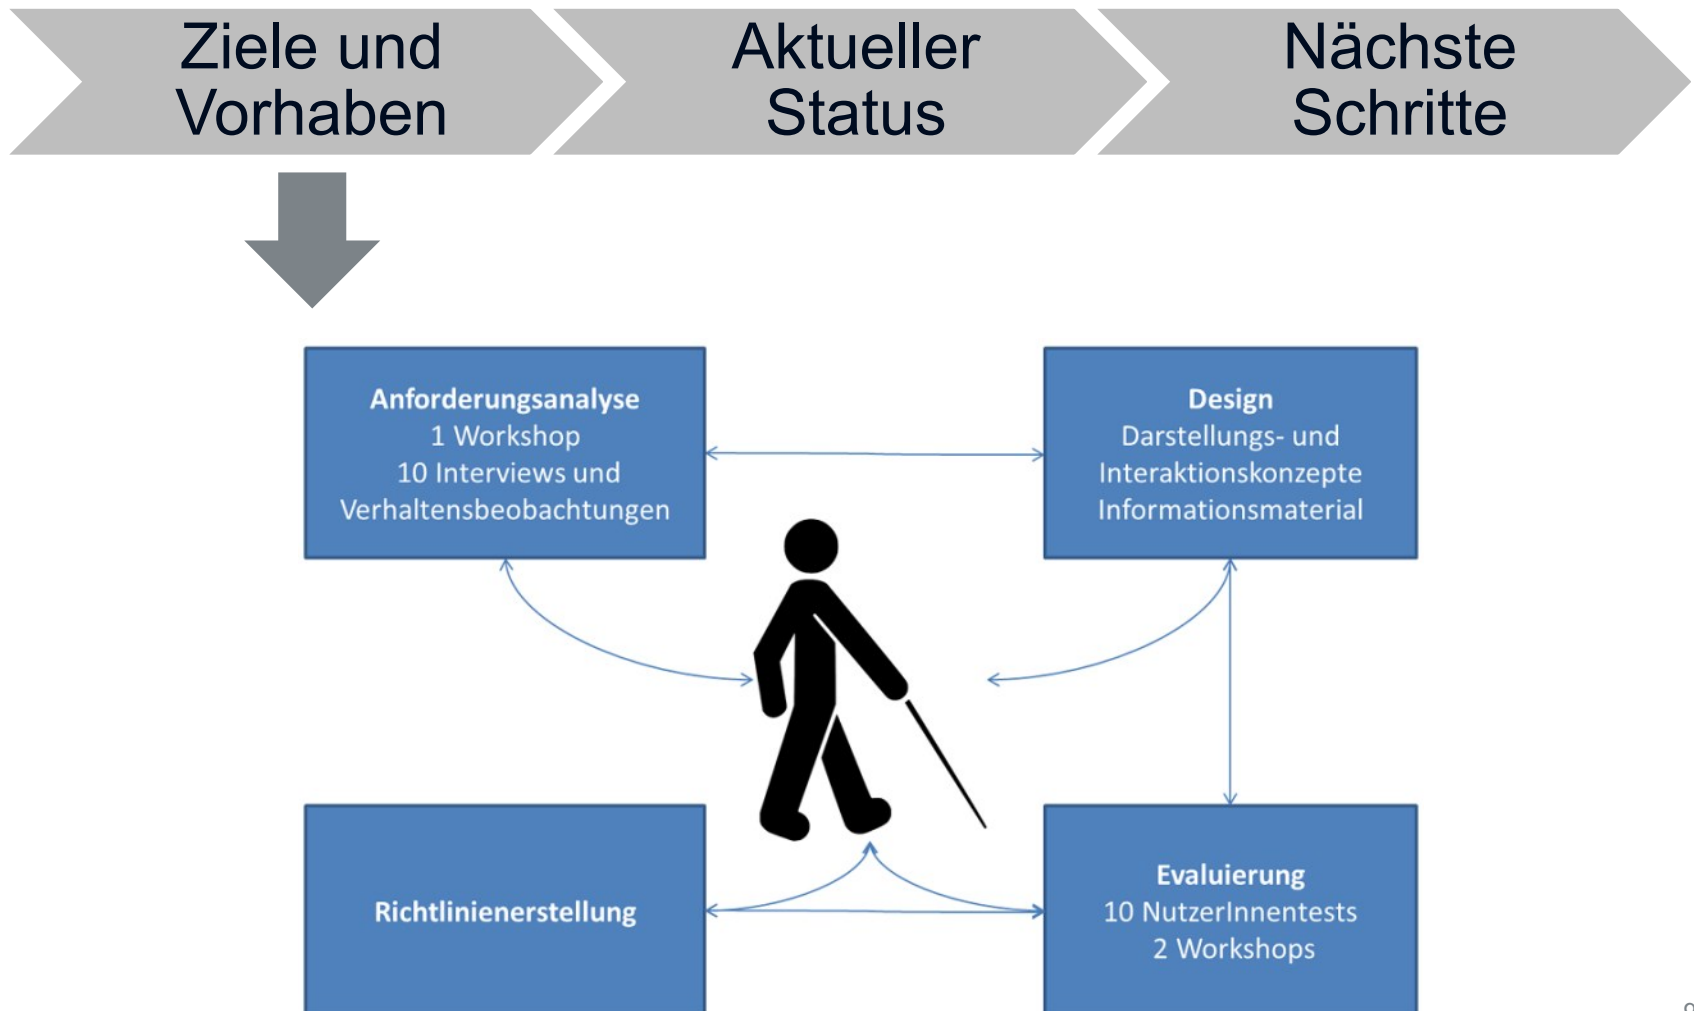 Ziele und
Vorhaben
Aktueller
Status
Nächste
Schritte
Anforderungsanalyse
1 Workshop
10 Interviews und
Verhaltensbeobachtungen
Design
Darstellungs- und
Interaktionskonzepte
Informationsmaterial
Richtlinienerstellung
Evaluierung
10 NutzerInnentests
2 Workshops